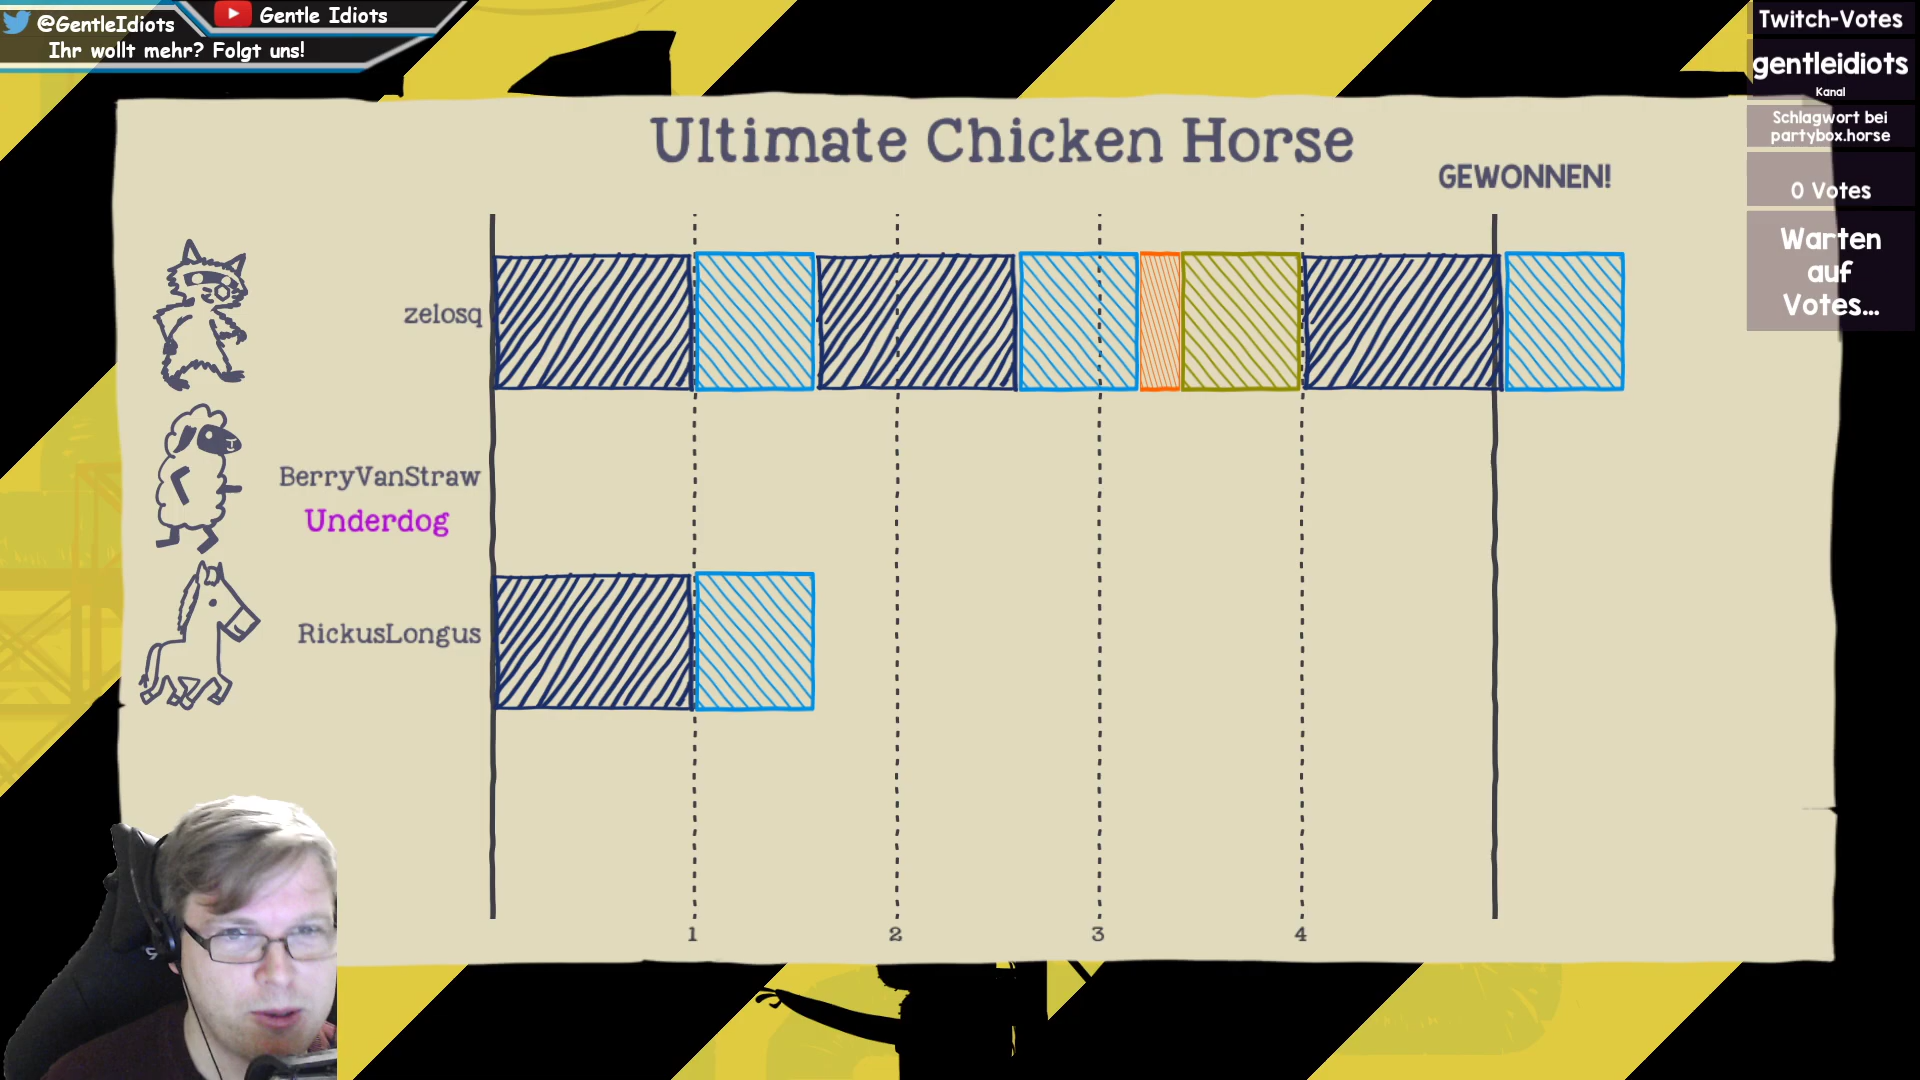 @GentleIdiots
Gentle Idiots
Ihr wollt mehr? Folgt uns!
Twitch-Votes
gentleidiots
Kanal
Schlagwort bei
partybox.horse
0 Votes
Warten
auf
Votes...
Ultimate Chicken Horse
GEWONNEN!
zelosq
BerryVanStraw
Underdog
RickusLongus
1 2 3 4